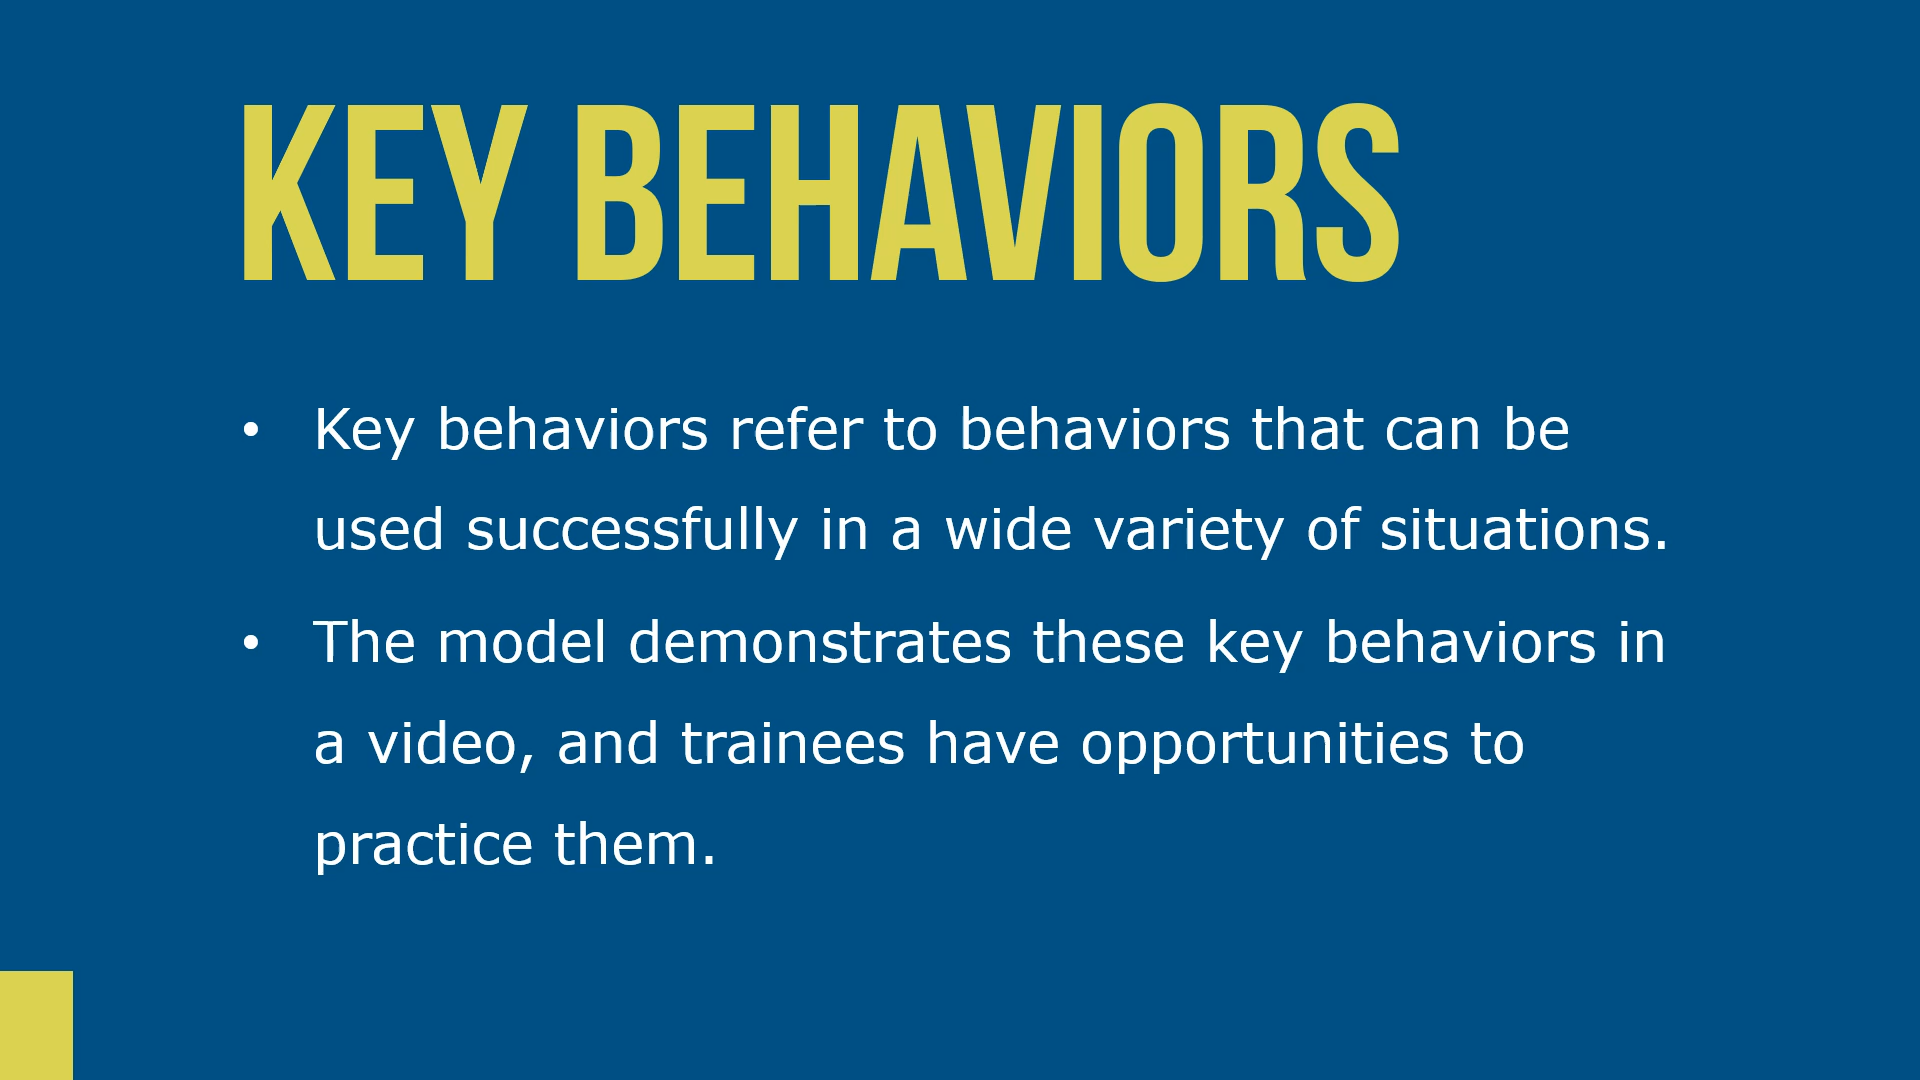 KEY BEHAVIORS
• Key behaviors refer to behaviors that can be
used successfully in a wide variety of situations.
• The model demonstrates these key behaviors in
a video, and trainees have opportunities to
practice them.